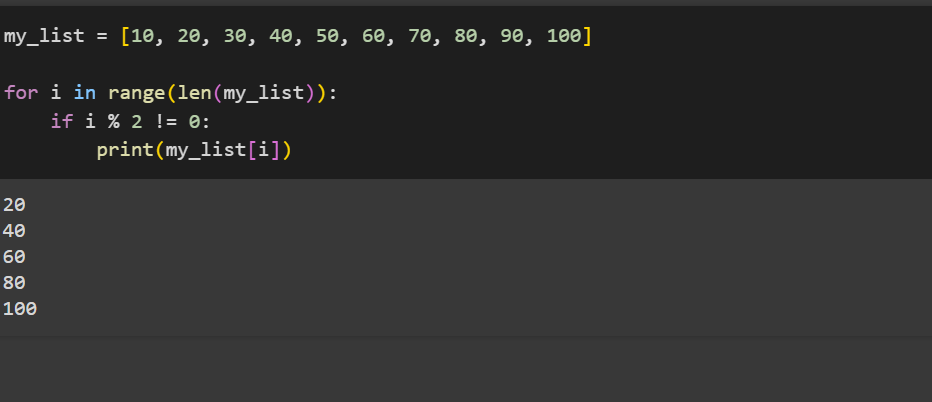 my_list = [10, 20, 30, 40, 50, 60, 70, 80, 90, 100]
for i in range(len(my_list)):
    if i % 2 != 0:
        print(my_list[i])
20
40
60
80
100